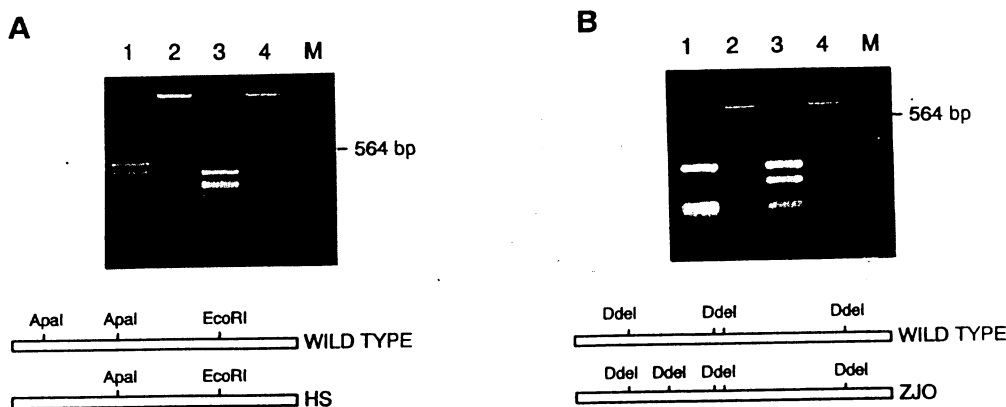 A
1 2 3 4 M
564 bp
ApaI ApaI EcoRI
WILD TYPE
ApaI EcoRI
HS
B
1 2 3 4 M
564 bp
DdeI DdeI DdeI
WILD TYPE
DdeI DdeI DdeI DdeI
ZJO